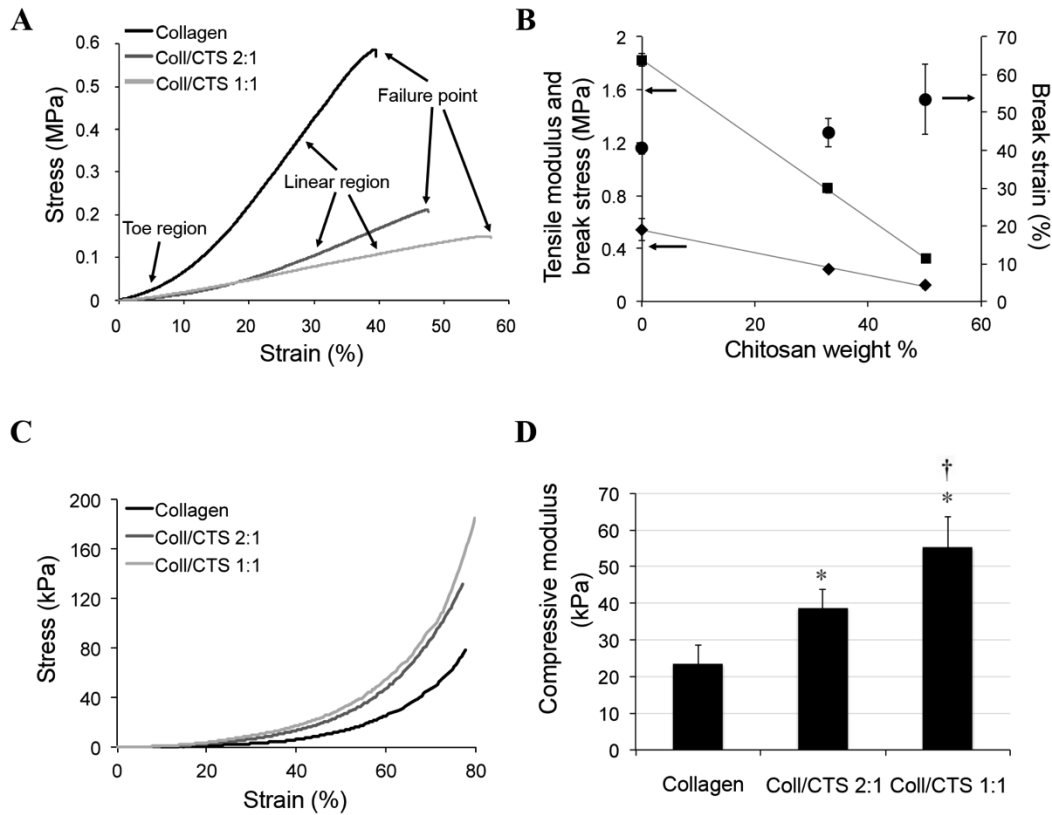 A
Collagen
Coll/CTS 2:1
Coll/CTS 1:1
Failure point
Linear region
Toe region
0.6
0.5
0.4
0.3
0.2
0.1
0
Stress (MPa)
0 10 20 30 40 50 60
Strain (%)
B
Tensile modulus and
break stress (MPa)
2
1.6
1.2
0.8
0.4
0
70
60
50
40
30
20
10
0
Break strain
(%)
0 20 40 60
Chitosan weight %
C
Collagen
Coll/CTS 2:1
Coll/CTS 1:1
200
160
120
80
40
0
Stress (kPa)
0 20 40 60 80
Strain (%)
D
Compressive modulus
(kPa)
70
60
50
40
30
20
10
0
†
*
*
Collagen Coll/CTS 2:1 Coll/CTS 1:1